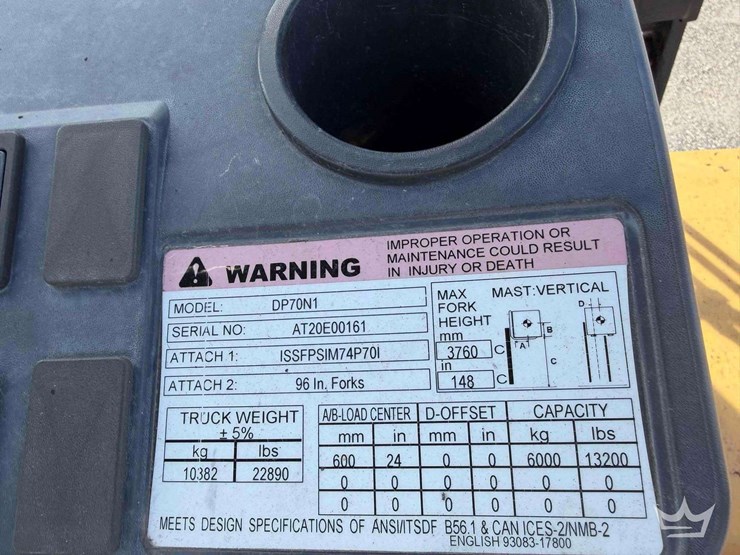 WARNING
IMPROPER OPERATION OR
MAINTENANCE COULD RESULT
IN INJURY OR DEATH
MODEL: DP70N1
SERIAL NO: AT20E00161
ATTACH 1: ISSFPSIM74P70I
ATTACH 2: 96 In. Forks
MAX
FORK
HEIGHT
mm
3760
in
148
MAST:VERTICAL
C
C
A
B
C
D
TRUCK WEIGHT
± 5%
kg lbs
10382 22890
A/B-LOAD CENTER D-OFFSET CAPACITY
mm in mm in kg lbs
600 24 0 0 6000 13200
0 0 0 0 0 0
0 0 0 0 0 0
MEETS DESIGN SPECIFICATIONS OF ANSI/ITSDF B56.1 & CAN ICES-2/NMB-2
ENGLISH 93083-17800